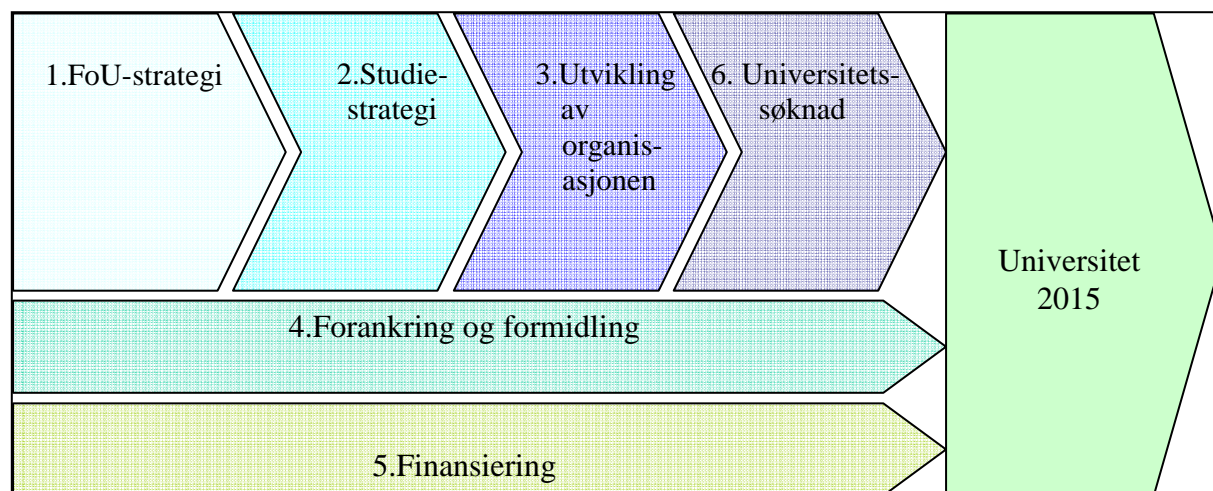 1.FoU-strategi
2.Studie-
strategi
3.Utvikling
av
organis-
asjonen
6. Universitets-
søknad
Universitet
2015
4.Forankring og formidling
5.Finansiering